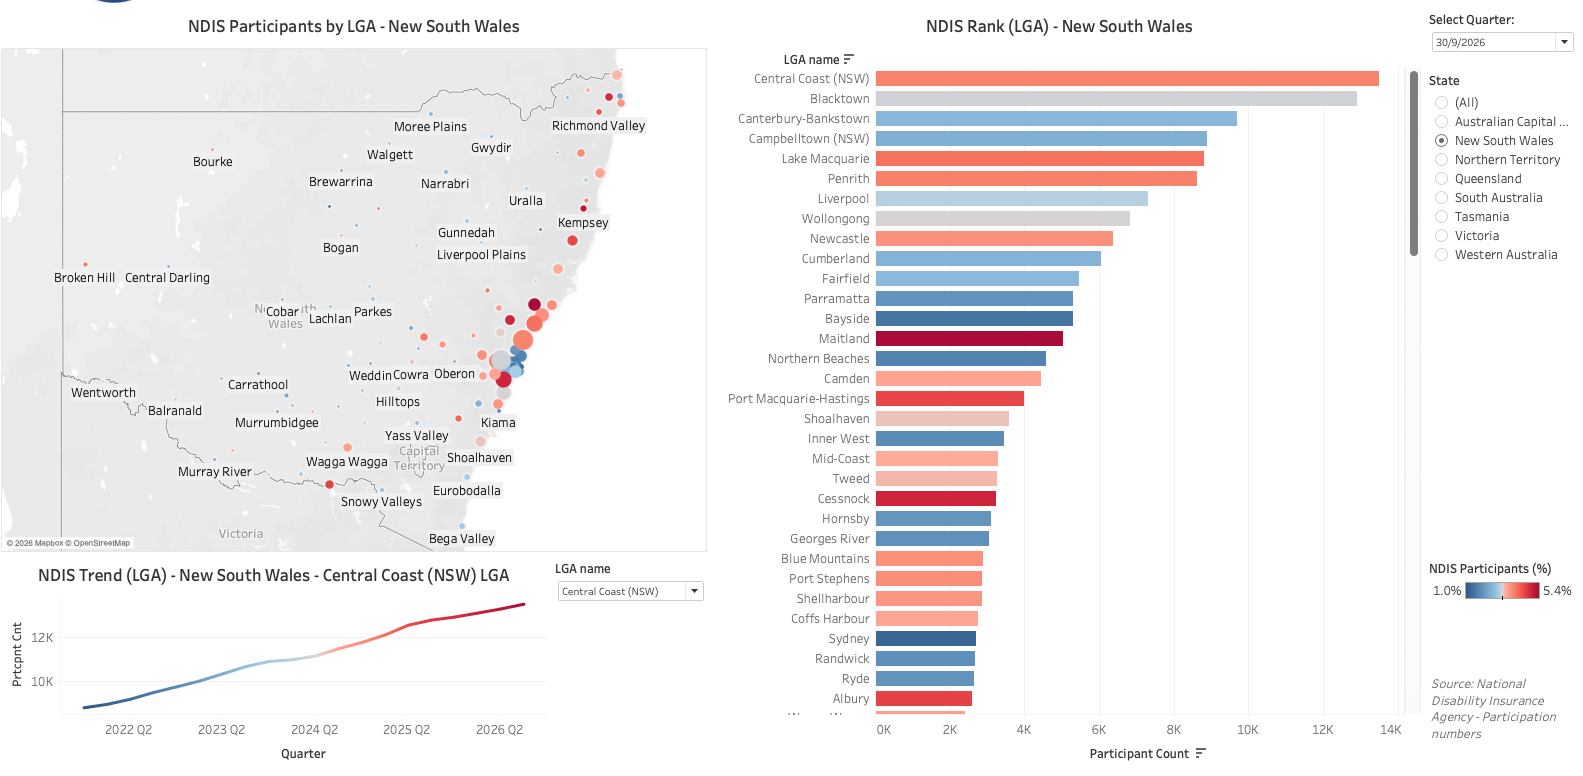 NDIS Participants by LGA - New South Wales
Richmond Valley
Moree Plains
Gwydir
Walgett
Bourke
Brewarrina
Narrabri
Uralla
Kempsey
Gunnedah
Bogan
Liverpool Plains
Broken Hill
Central Darling
Cobar
Lachlan
Parkes
Wales
Weddin
Cowra
Oberon
Carrathool
Wentworth
Hilltops
Balranald
Murrumbidgee
Kiama
Yass Valley
Capital
Territory
Shoalhaven
Wagga Wagga
Murray River
Eurobodalla
Snowy Valleys
Victoria
Bega Valley
© 2026 Mapbox © OpenStreetMap
NDIS Trend (LGA) - New South Wales - Central Coast (NSW) LGA
LGA name
Central Coast (NSW)
Prtcpnt Cnt
12K
10K
2022 Q2
2023 Q2
2024 Q2
2025 Q2
2026 Q2
Quarter
NDIS Rank (LGA) - New South Wales
LGA name
Central Coast (NSW)
Blacktown
Canterbury-Bankstown
Campbelltown (NSW)
Lake Macquarie
Penrith
Liverpool
Wollongong
Newcastle
Cumberland
Fairfield
Parramatta
Bayside
Maitland
Northern Beaches
Camden
Port Macquarie-Hastings
Shoalhaven
Inner West
Mid-Coast
Tweed
Cessnock
Hornsby
Georges River
Blue Mountains
Port Stephens
Shellharbour
Coffs Harbour
Sydney
Randwick
Ryde
Albury
0K
2K
4K
6K
8K
10K
12K
14K
Participant Count
Select Quarter:
30/9/2026
State
(All)
Australian Capital ...
New South Wales
Northern Territory
Queensland
South Australia
Tasmania
Victoria
Western Australia
NDIS Participants (%)
1.0%
5.4%
Source: National
Disability Insurance
Agency - Participation
numbers